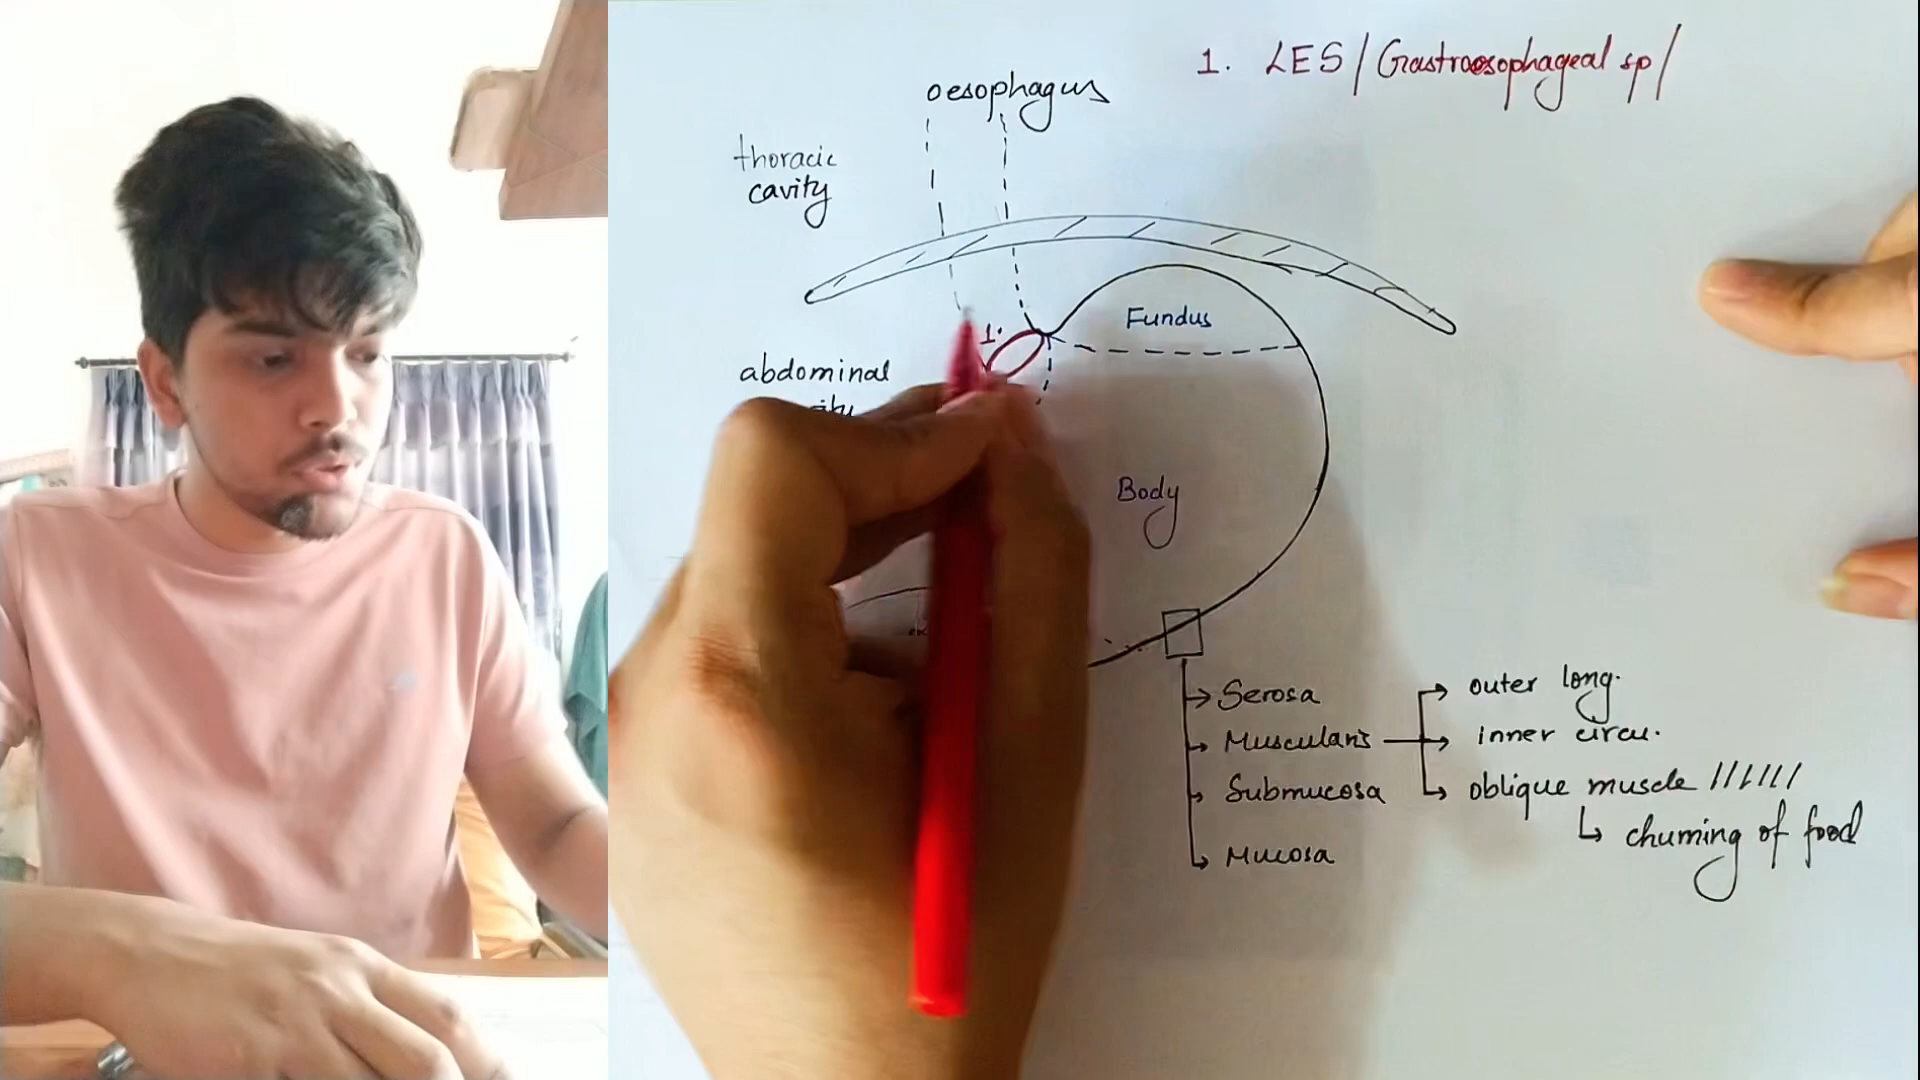 1. LES/Gastroesophageal sp/
oesophagus
thoracic
cavity
1.
Fundus
abdominal
Body
Serosa
Muscularis
Submucosa
Mucosa
outer long.
inner circu.
oblique muscle
churning of food